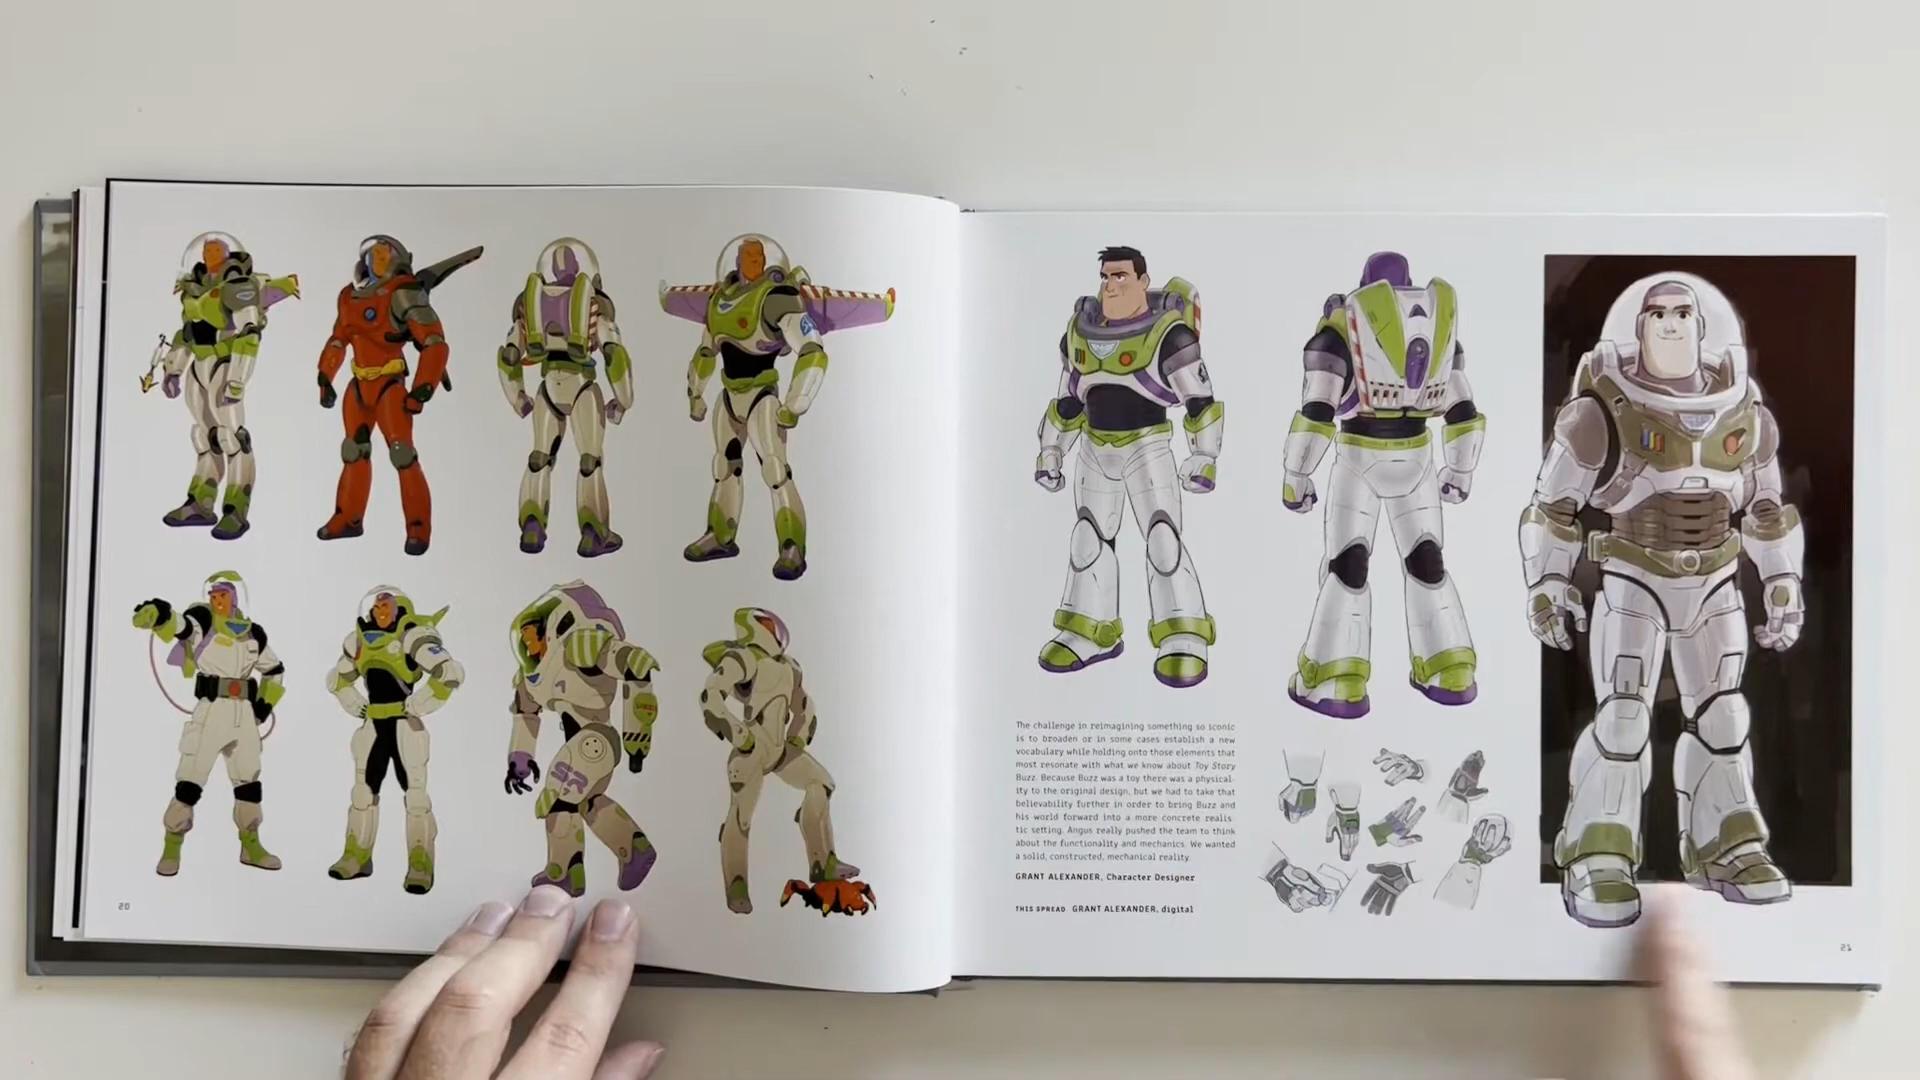 SR
20
The challenge in reimagining something so iconic
is to broaden or in some cases establish a new
vocabulary while holding onto those elements that
most resonate with what we know about Toy Story
Buzz. Because Buzz was a toy there was a physical-
ity to the original design, but we had to take that
believability further in order to bring Buzz and
his world forward into a more concrete realis-
tic setting. Angus really pushed the team to think
about the functionality and mechanics. We wanted
a solid, constructed, mechanical reality.
GRANT ALEXANDER, Character Designer
THIS SPREAD GRANT ALEXANDER, digital
21